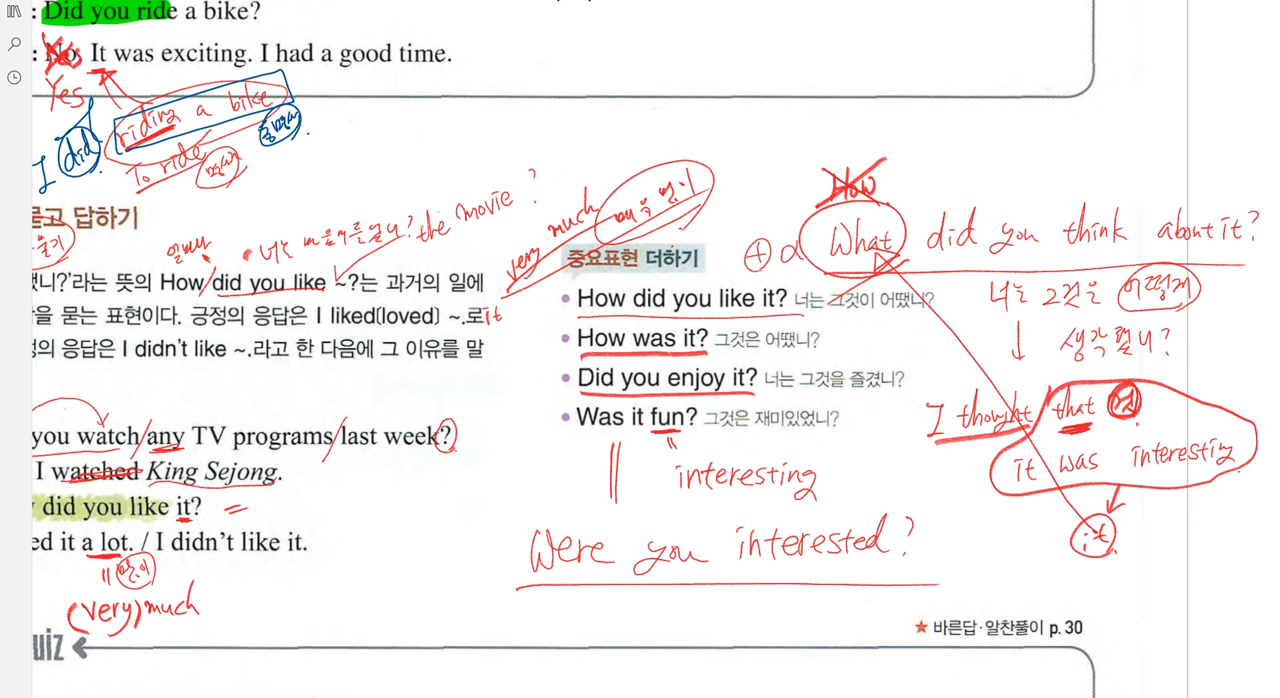 : Did you ride a bike?
: No. It was exciting. I had a good time.
Yes
riding a bike
I did
동명사
To ride
명사
very much
매우 많이
How
묻고 답하기
얼마나
너는
the movie?
중요표현 더하기
What did you think about it?
했니?'라는 뜻의 How did you like ~?는 과거의 일에
을 묻는 표현이다. 긍정의 응답은 I liked(loved) ~.로
it
의 응답은 I didn't like ~.라고 한 다음에 그 이유를 말
• How did you like it? 너는 그것이 어땠니?
• How was it? 그것은 어땠니?
• Did you enjoy it? 너는 그것을 즐겼니?
• Was it fun? 그것은 재미있었니?
너는 그것을 어떻게
생각했니?
I thought that 것
it was interesting
it
interesting
Were you interested?
you watch any TV programs last week?
I watched King Sejong.
did you like it?
ed it a lot. / I didn't like it.
많이
(very) much
★ 바른답·알찬풀이 p. 30
uiz